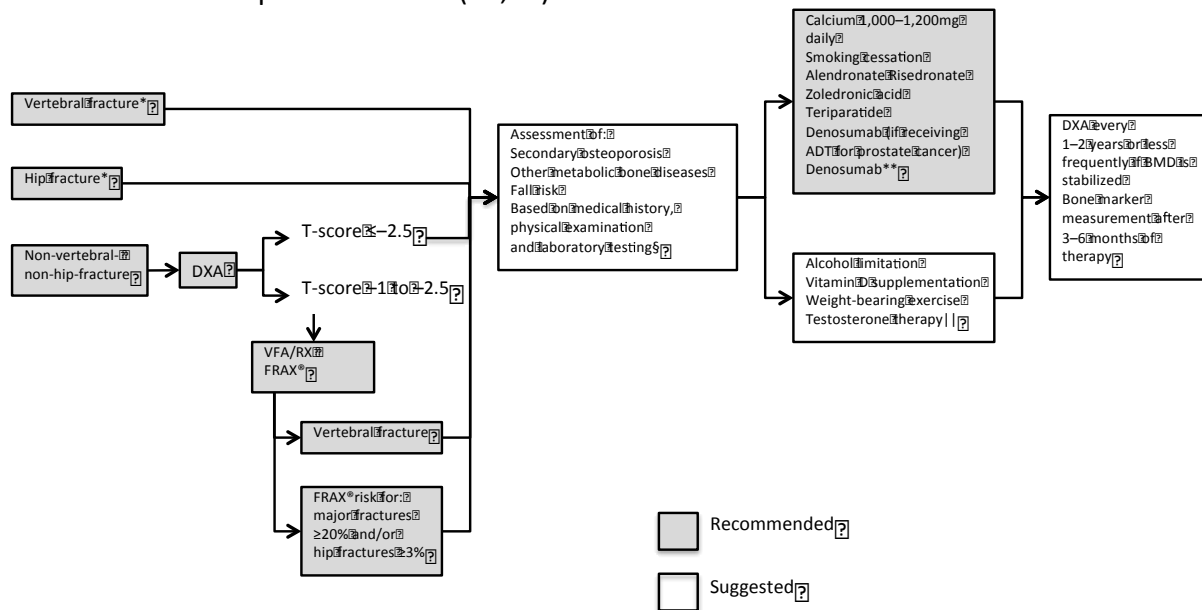 Vertebral fracture*
Hip fracture*
Non-vertebral-
non-hip-fracture
DXA
T-score ≤–2.5
T-score –1 to –2.5
VFA/RX
FRAX®
Vertebral fracture
FRAX® risk for:
major fractures
≥20% and/or
hip fractures ≥3%
Assessment of:
Secondary osteoporosis
Other metabolic bone diseases
Fall risk
Based on medical history,
physical examination
and laboratory testing§
Calcium 1,000–1,200mg
daily
Smoking cessation
Alendronate Risedronate
Zoledronic acid
Teriparatide
Denosumab (if receiving
ADT for prostate cancer)
Denosumab**
Alcohol limitation
Vitamin D supplementation
Weight-bearing exercise
Testosterone therapy||
DXA every
1–2 years or less
frequently if BMD is
stabilized
Bone marker
measurement after
3–6 months of
therapy
Recommended
Suggested